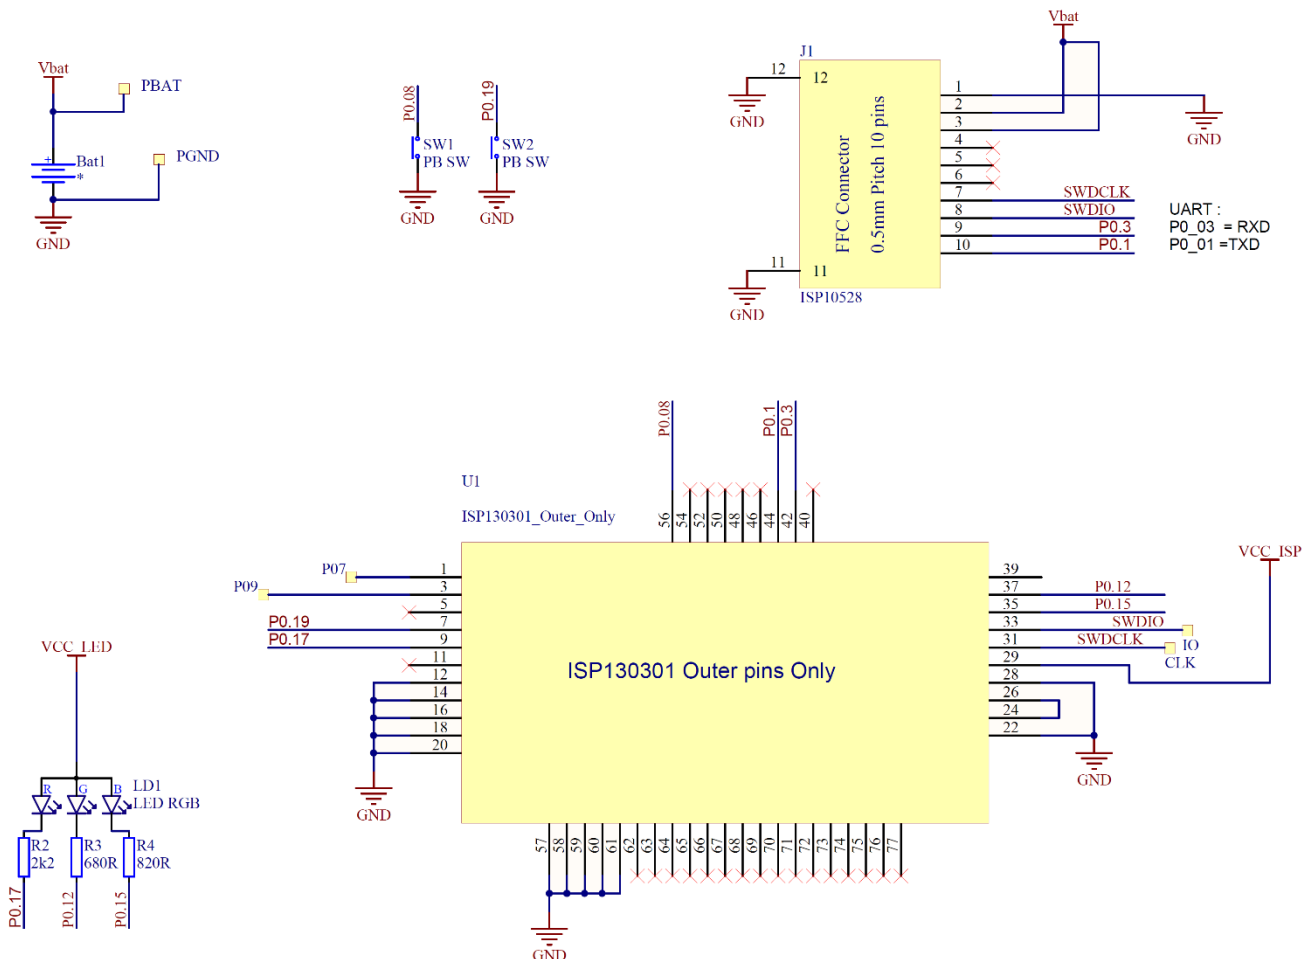 Vbat
PBAT
PGND
+
Bat1
*
GND
P0.08
SW1
PB SW
GND
P0.19
SW2
PB SW
GND
Vbat
J1
12
12
GND
FFC Connector
0.5mm Pitch 10 pins
1
2
3
4
5
6
7
8
9
10
GND
SWDCLK
SWDIO
P0.3
P0.1
UART :
P0_03 = RXD
P0_01 =TXD
11
11
GND
ISP10528
P0.08
P0.1
P0.3
U1
ISP130301_Outer_Only
56
54
52
50
48
46
44
42
40
P07
P09
P0.19
P0.17
1
3
5
7
9
11
12
14
16
18
20
GND
ISP130301 Outer pins Only
39
37
35
33
31
29
28
26
24
22
P0.12
P0.15
SWDIO
SWDCLK
IO
CLK
VCC_ISP
GND
57
58
59
60
61
62
63
64
65
66
67
68
69
70
71
72
73
74
75
76
77
GND
VCC_LED
R
G
B
LD1
LED RGB
R2
2k2
R3
680R
R4
820R
P0.17
P0.12
P0.15